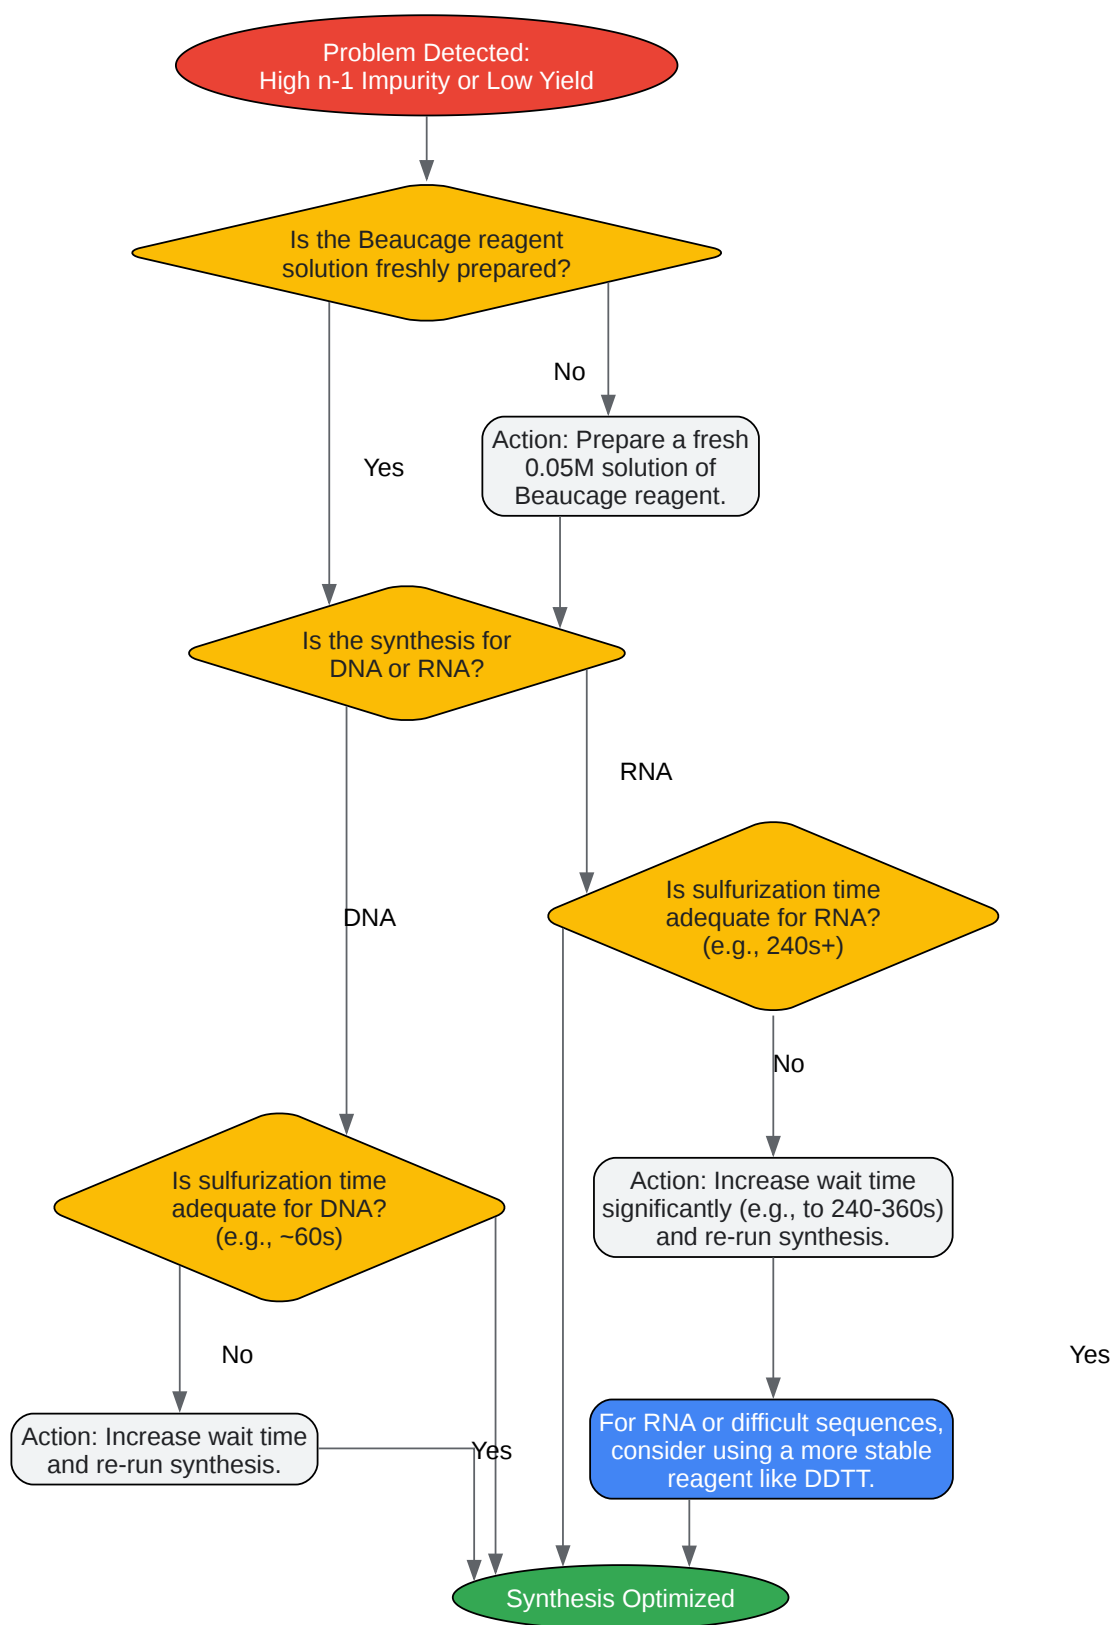 Problem Detected:
High n-1 Impurity or Low Yield
Is the Beaucage reagent
solution freshly prepared?
No
Action: Prepare a fresh
0.05M solution of
Beaucage reagent.
Yes
Is the synthesis for
DNA or RNA?
RNA
Is sulfurization time
adequate for RNA?
(e.g., 240s+)
DNA
No
Is sulfurization time
adequate for DNA?
(e.g., ~60s)
Action: Increase wait time
significantly (e.g., to 240-360s)
and re-run synthesis.
No
Yes
Action: Increase wait time
and re-run synthesis.
Yes
For RNA or difficult sequences,
consider using a more stable
reagent like DDTT.
Synthesis Optimized